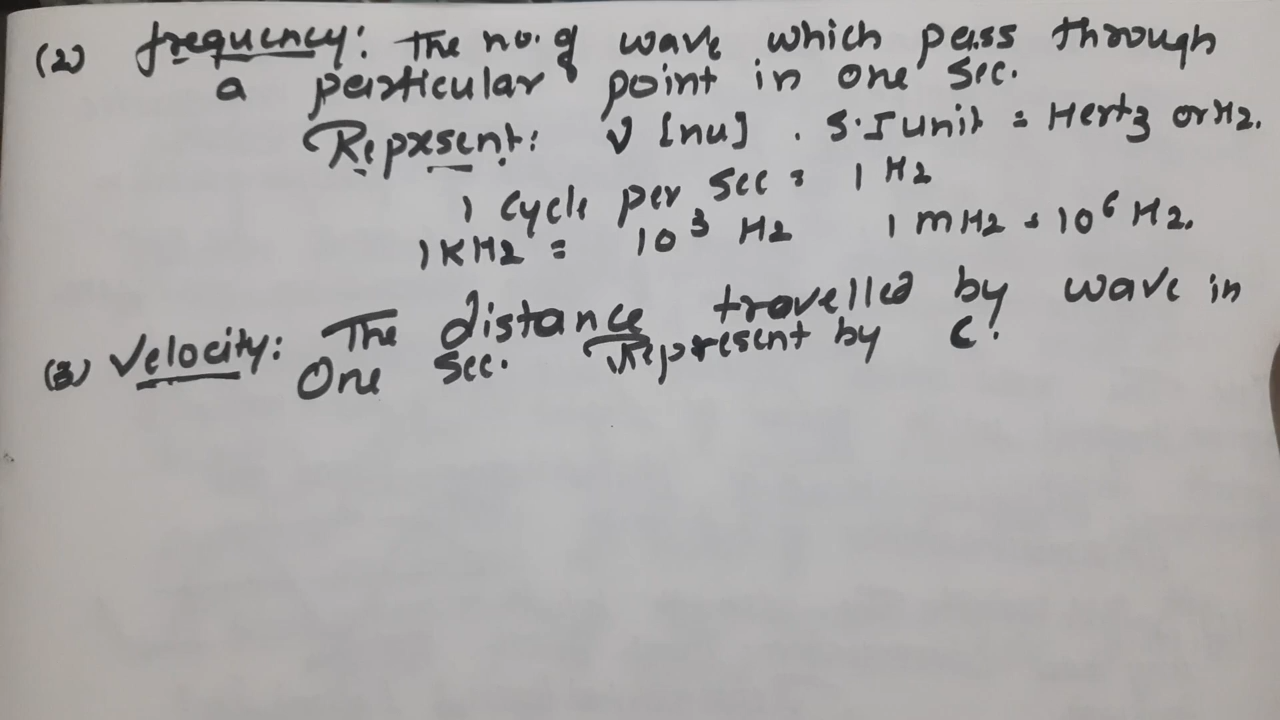 (2) frequency: The no. of wave which pass through
a particular point in one sec.
Represent: ν [nu]. S.I unit = Hertz or Hz.
1 cycle per sec = 1 Hz
1 KHz = 10³ Hz 1 mHz = 10⁶ Hz.
(3) Velocity: The distance travelled by wave in
One sec. Represent by C.